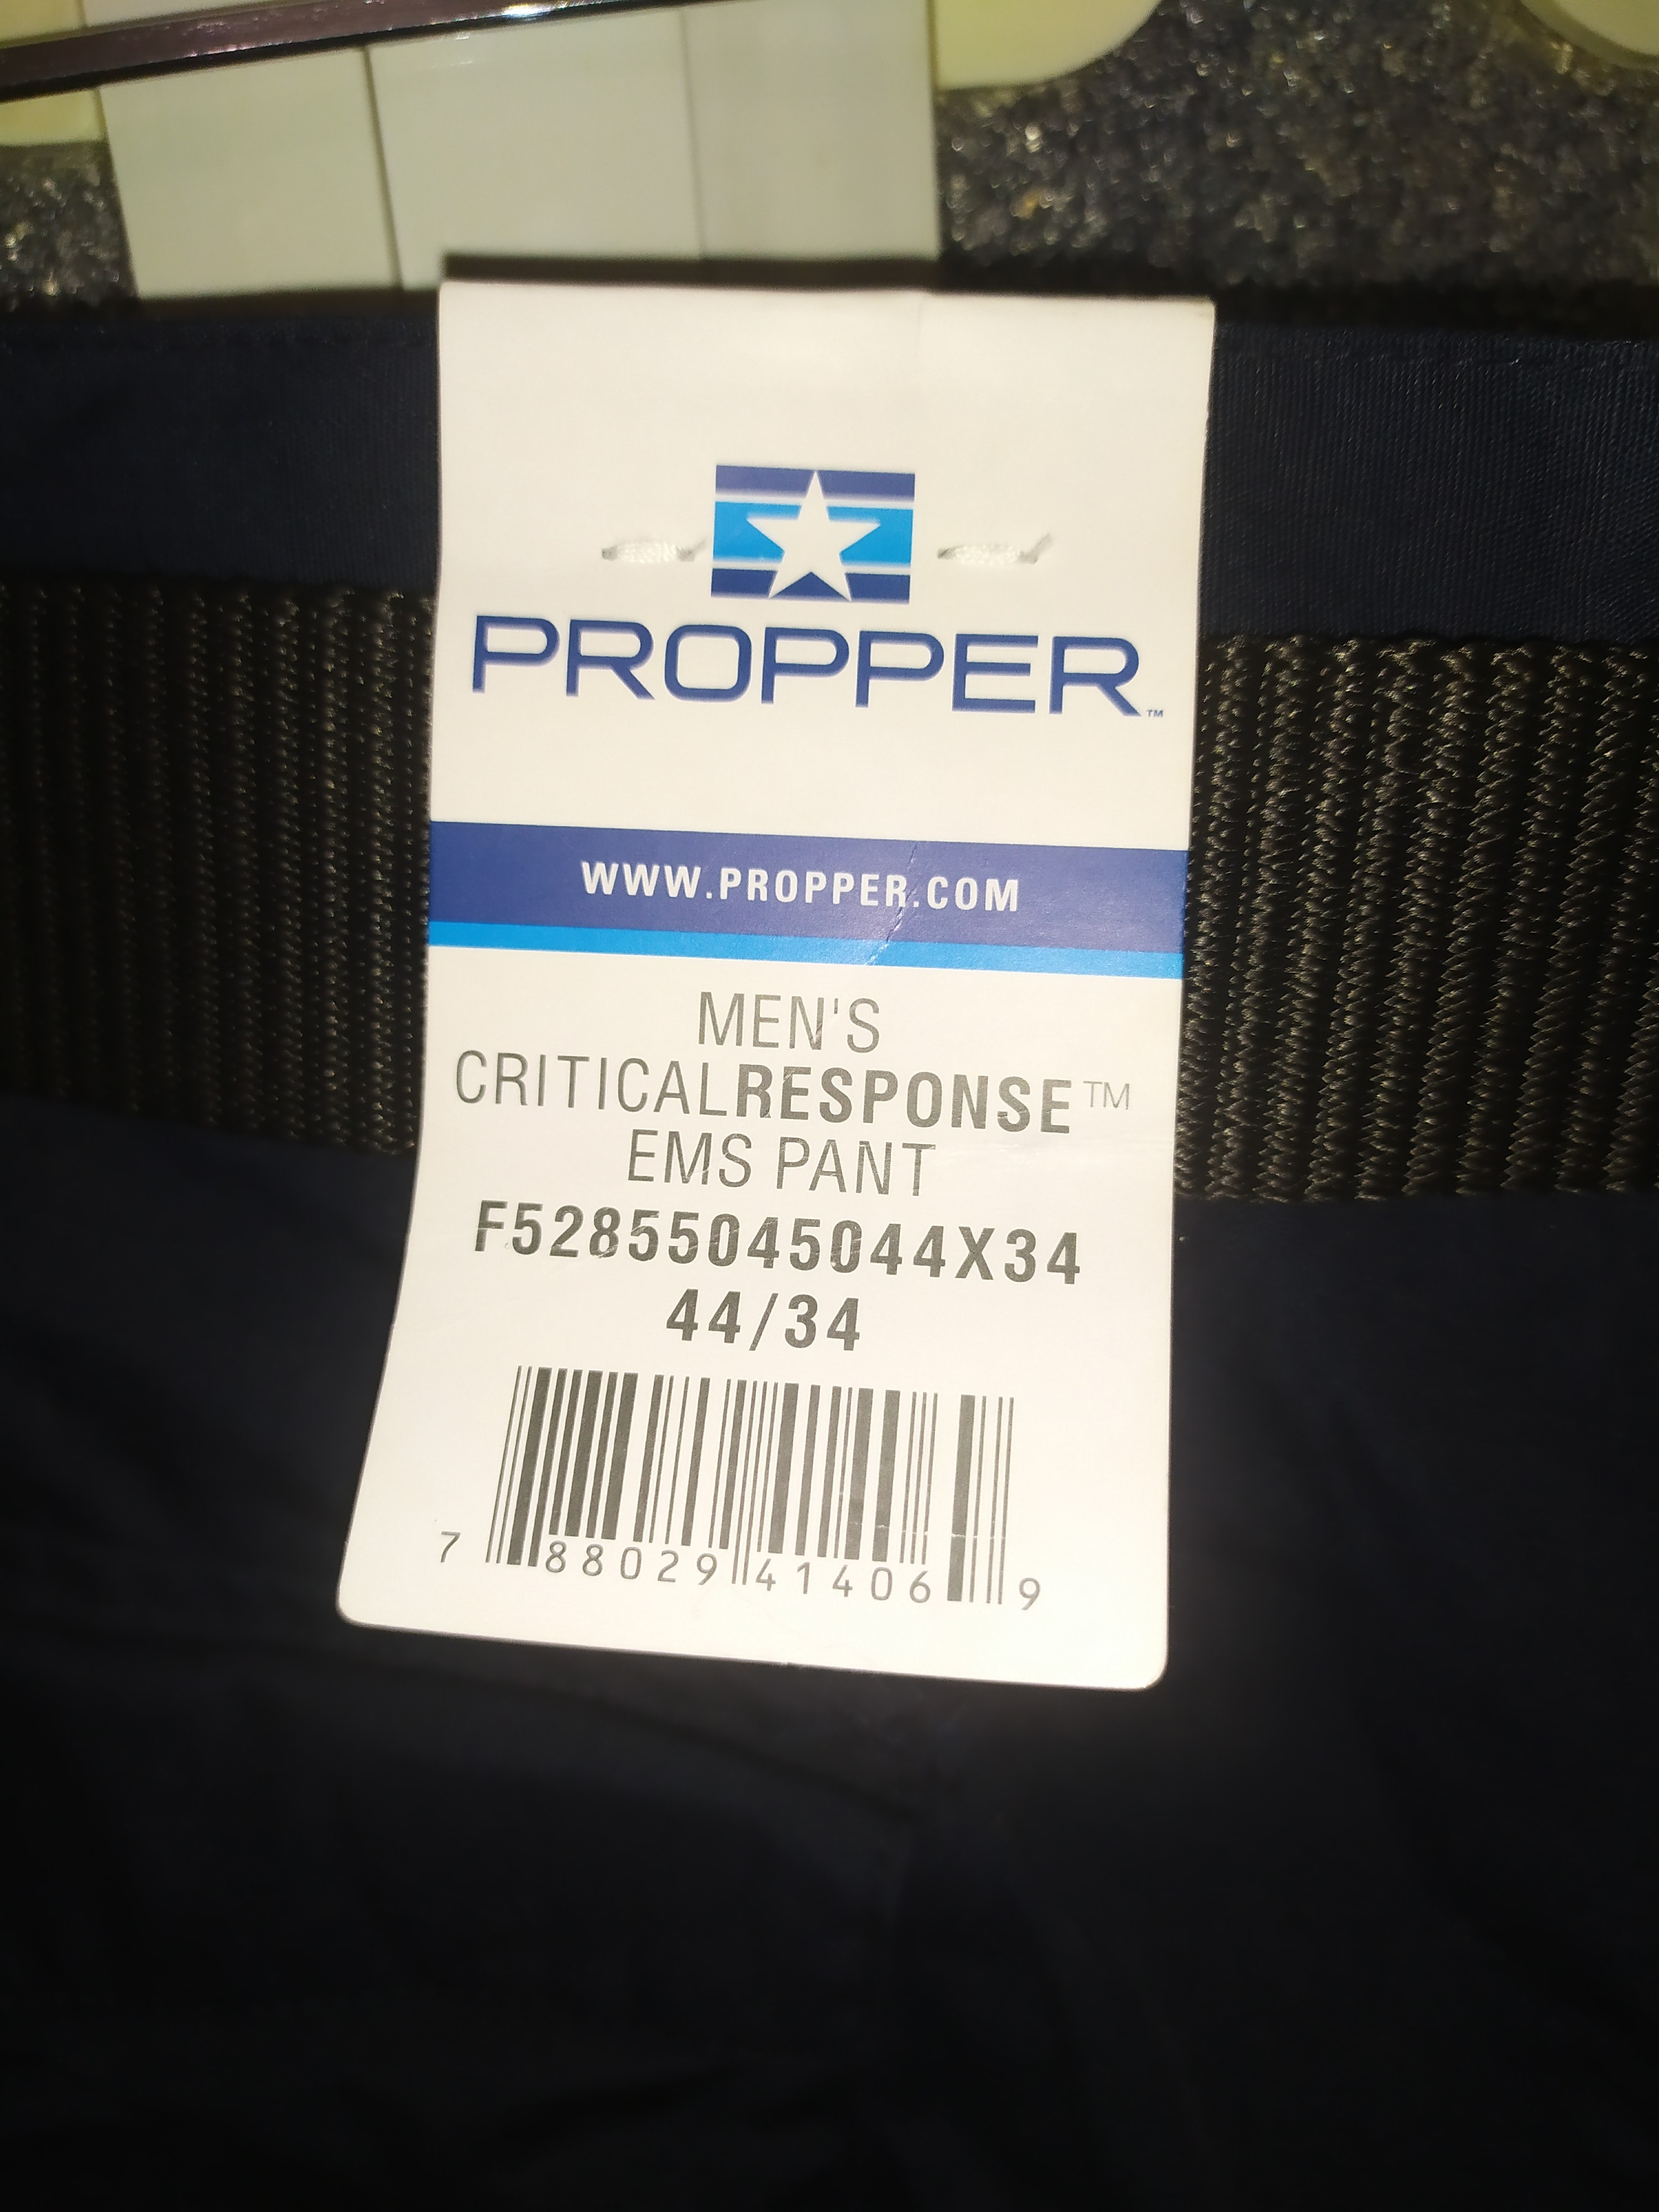 PROPPER™
WWW.PROPPER.COM
MEN'S
CRITICALRESPONSE™
EMS PANT
F52855045044X34
44/34
7 88029 41406 9